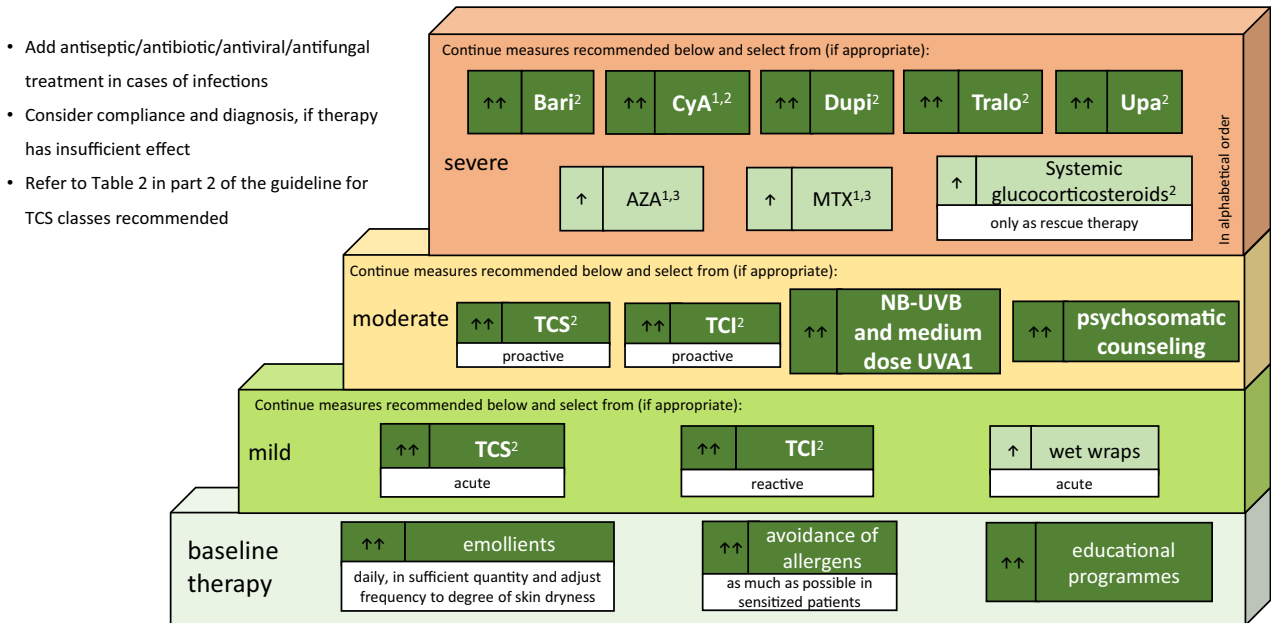 • Add antiseptic/antibiotic/antiviral/antifungal
treatment in cases of infections
• Consider compliance and diagnosis, if therapy
has insufficient effect
• Refer to Table 2 in part 2 of the guideline for
TCS classes recommended
Continue measures recommended below and select from (if appropriate):
↑↑ Bari² ↑↑ CyA¹,² ↑↑ Dupi² ↑↑ Tralo² ↑↑ Upa²
severe
↑ AZA¹,³ ↑ MTX¹,³ ↑ Systemic
glucocorticosteroids²
only as rescue therapy
In alphabetical order
Continue measures recommended below and select from (if appropriate):
moderate
↑↑ TCS²
proactive
↑↑ TCI²
proactive
↑↑ NB-UVB
and medium
dose UVA1
↑↑ psychosomatic
counseling
Continue measures recommended below and select from (if appropriate):
mild
↑↑ TCS²
acute
↑↑ TCI²
reactive
↑ wet wraps
acute
baseline
therapy
↑↑ emollients
daily, in sufficient quantity and adjust
frequency to degree of skin dryness
↑↑ avoidance of
allergens
as much as possible in
sensitized patients
↑↑ educational
programmes